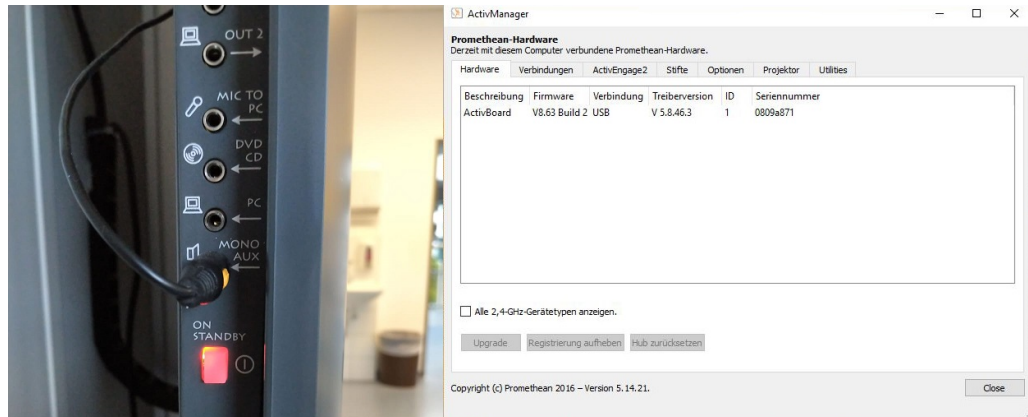 OUT 2
MIC TO
PC
DVD
CD
PC
MONO
AUX
ON
STANDBY
ActivManager
Promethean-Hardware
Derzeit mit diesem Computer verbundene Promethean-Hardware.
Hardware Verbindungen ActivEngage2 Stifte Optionen Projektor Utilities
Beschreibung Firmware Verbindung Treiberversion ID Seriennummer
ActivBoard V8.63 Build 2 USB V 5.8.46.3 1 0809a871
Alle 2,4-GHz-Gerätetypen anzeigen.
Upgrade Registrierung aufheben Hub zurücksetzen
Copyright (c) Promethean 2016 – Version 5.14.21. Close